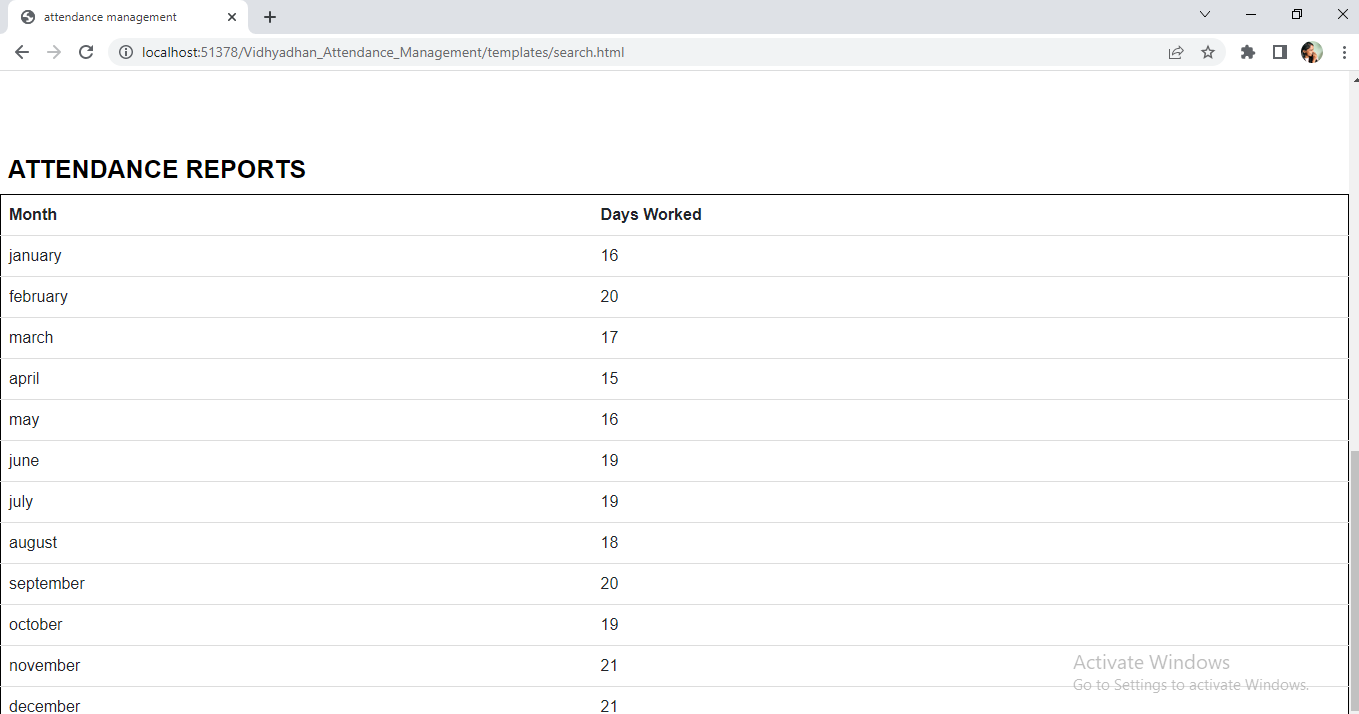 attendance management
localhost:51378/Vidhyadhan_Attendance_Management/templates/search.html
ATTENDANCE REPORTS
Month Days Worked
january 16
february 20
march 17
april 15
may 16
june 19
july 19
august 18
september 20
october 19
november 21
december 21
Activate Windows
Go to Settings to activate Windows.